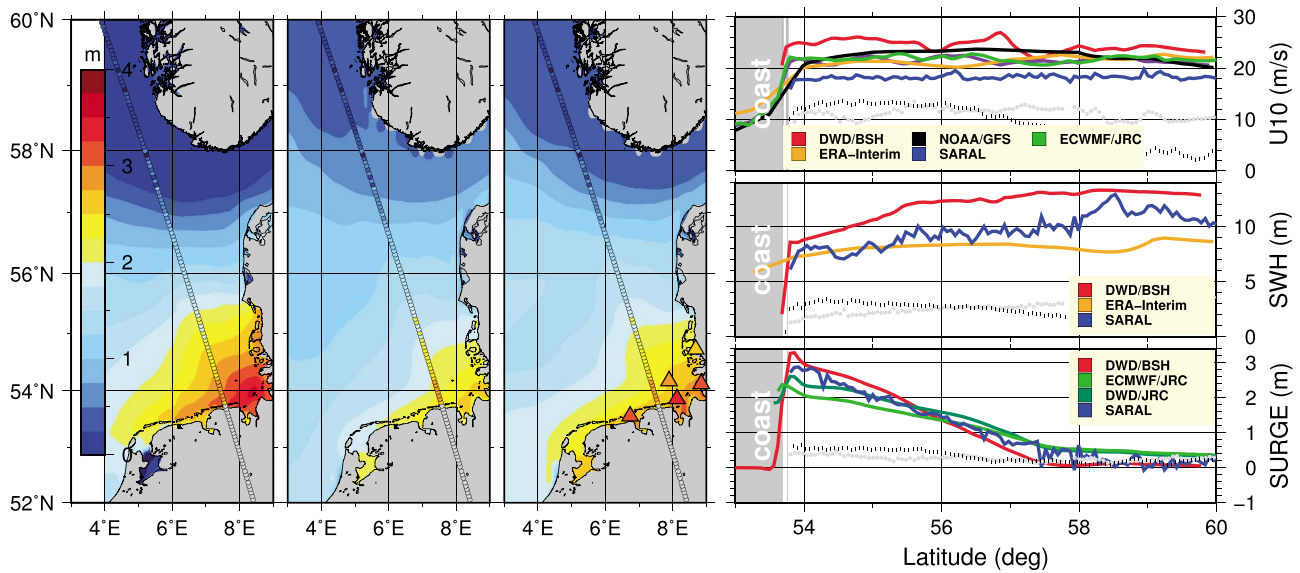 60˚N
58˚N
56˚N
54˚N
52˚N
m
4
3
2
1
0
4˚E 6˚E 8˚E
4˚E 6˚E 8˚E
4˚E 6˚E 8˚E
30
20
10
0
U10 (m/s)
coast
DWD/BSH NOAA/GFS ECWMF/JRC
ERA−Interim SARAL
10
5
0
SWH (m)
coast
DWD/BSH
ERA−Interim
SARAL
3
2
1
0
−1
SURGE (m)
coast
DWD/BSH
ECMWF/JRC
DWD/JRC
SARAL
54 56 58 60
Latitude (deg)